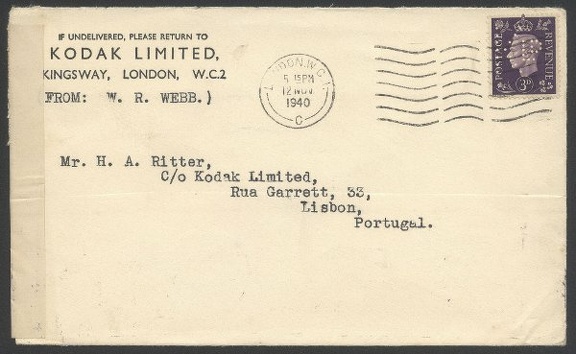 IF UNDELIVERED, PLEASE RETURN TO
KODAK LIMITED,
KINGSWAY, LONDON, W.C.2
(FROM: W. R. WEBB.)
LONDON. W.C.
5 15PM
12 NOV
1940
C
POSTAGE
REVENUE
3D
Mr. H. A. Ritter,
C/o Kodak Limited,
Rua Garrett, 33,
Lisbon,
Portugal.